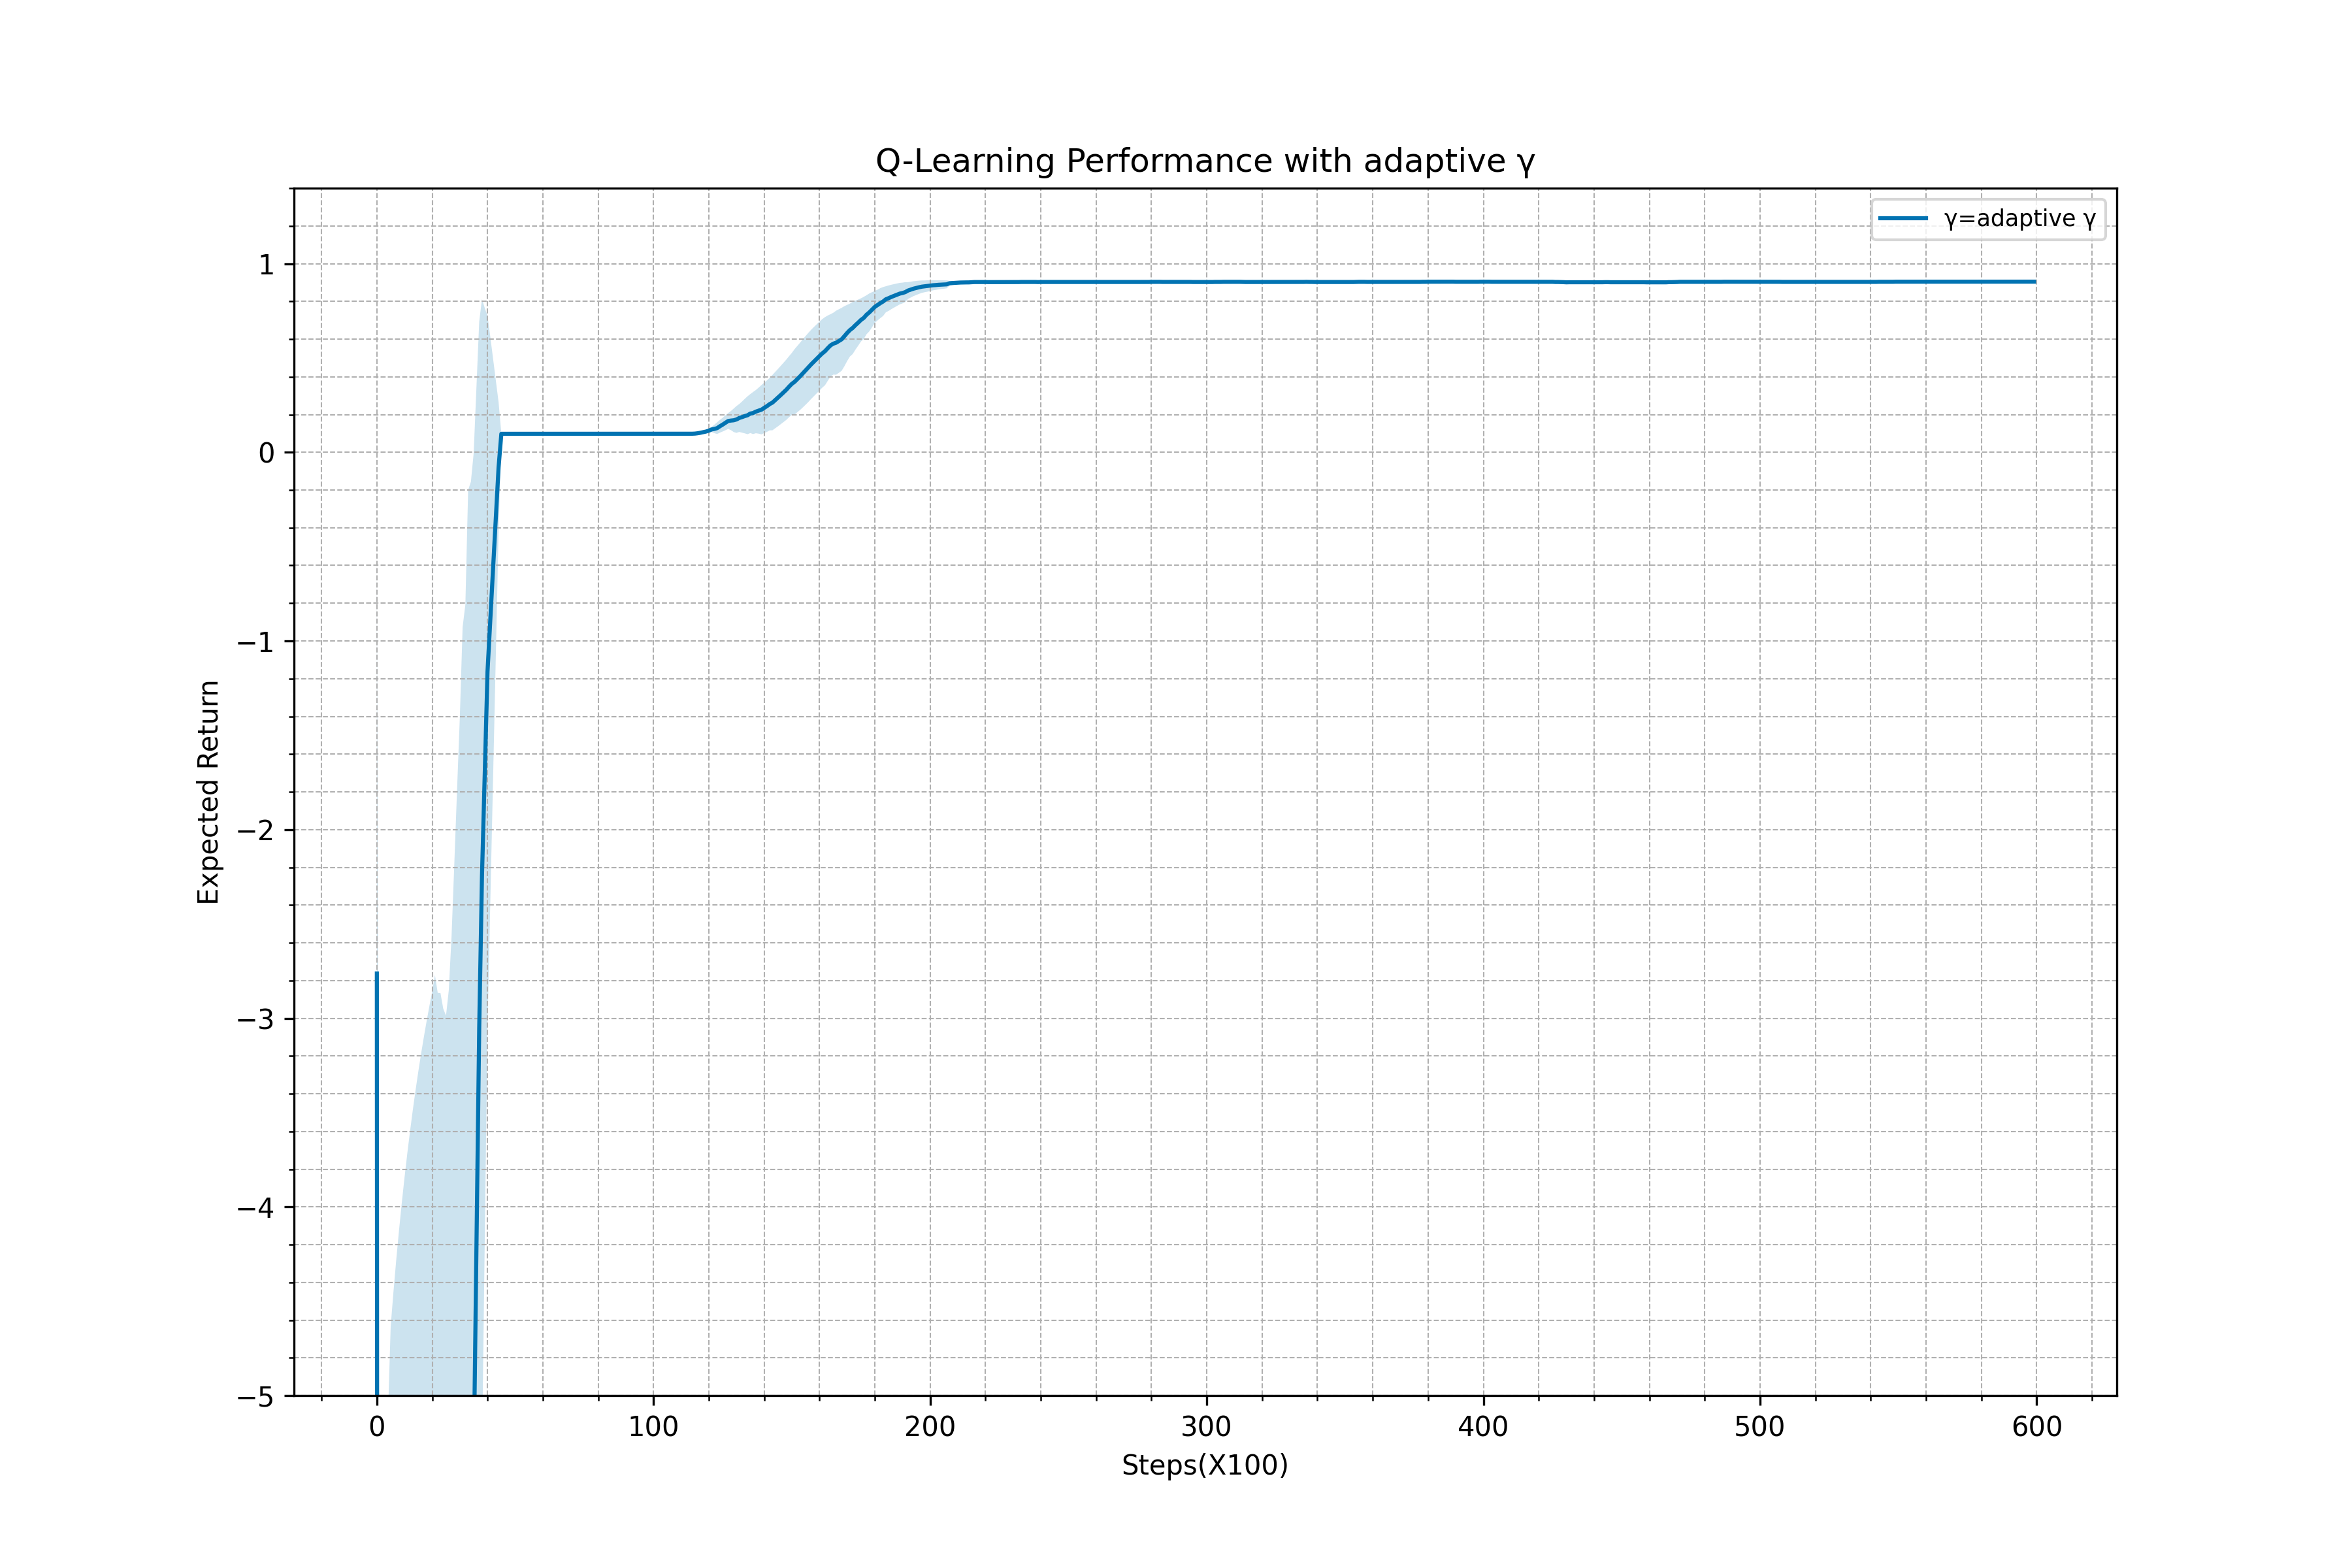 Q-Learning Performance with adaptive γ
γ=adaptive γ
1
0
−1
−2
−3
−4
−5
Expected Return
0 100 200 300 400 500 600
Steps(X100)